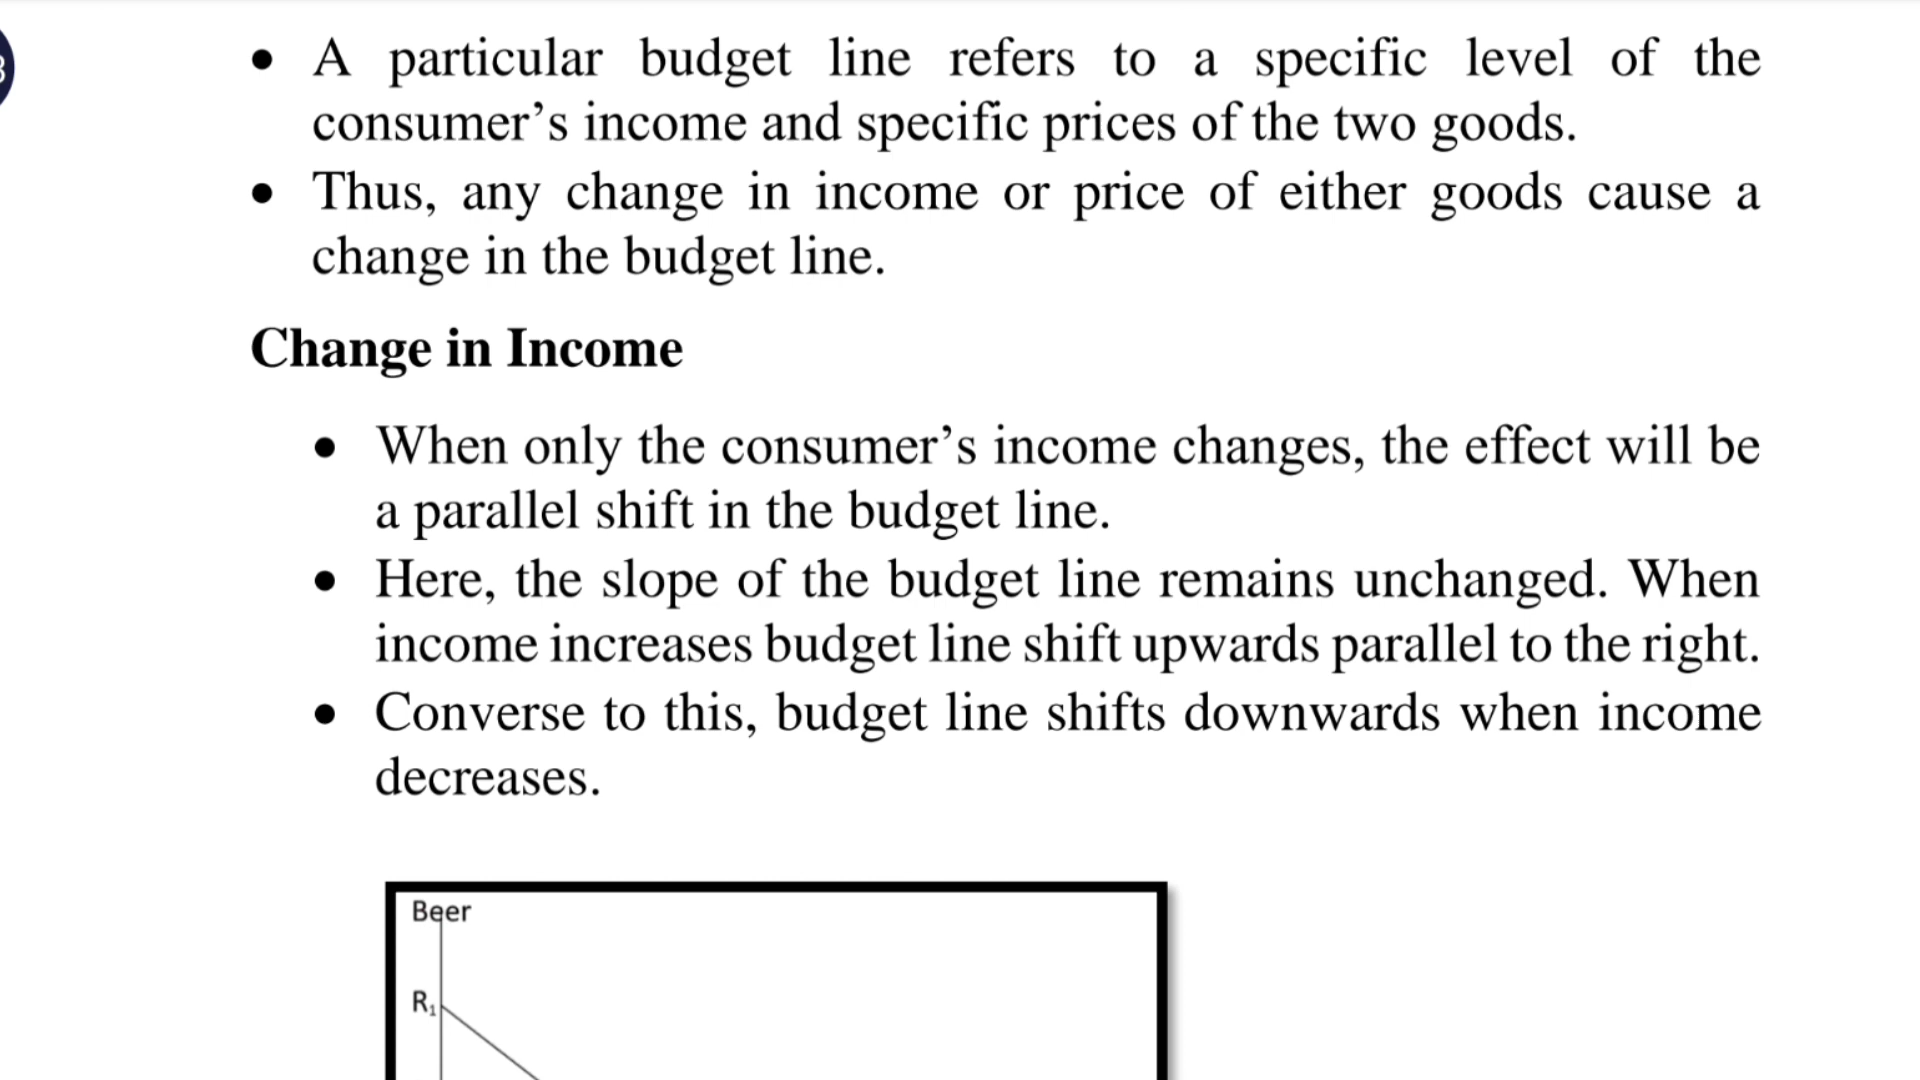 • A particular budget line refers to a specific level of the
consumer’s income and specific prices of the two goods.
• Thus, any change in income or price of either goods cause a
change in the budget line.
Change in Income
• When only the consumer’s income changes, the effect will be
a parallel shift in the budget line.
• Here, the slope of the budget line remains unchanged. When
income increases budget line shift upwards parallel to the right.
• Converse to this, budget line shifts downwards when income
decreases.
Beer
R₁